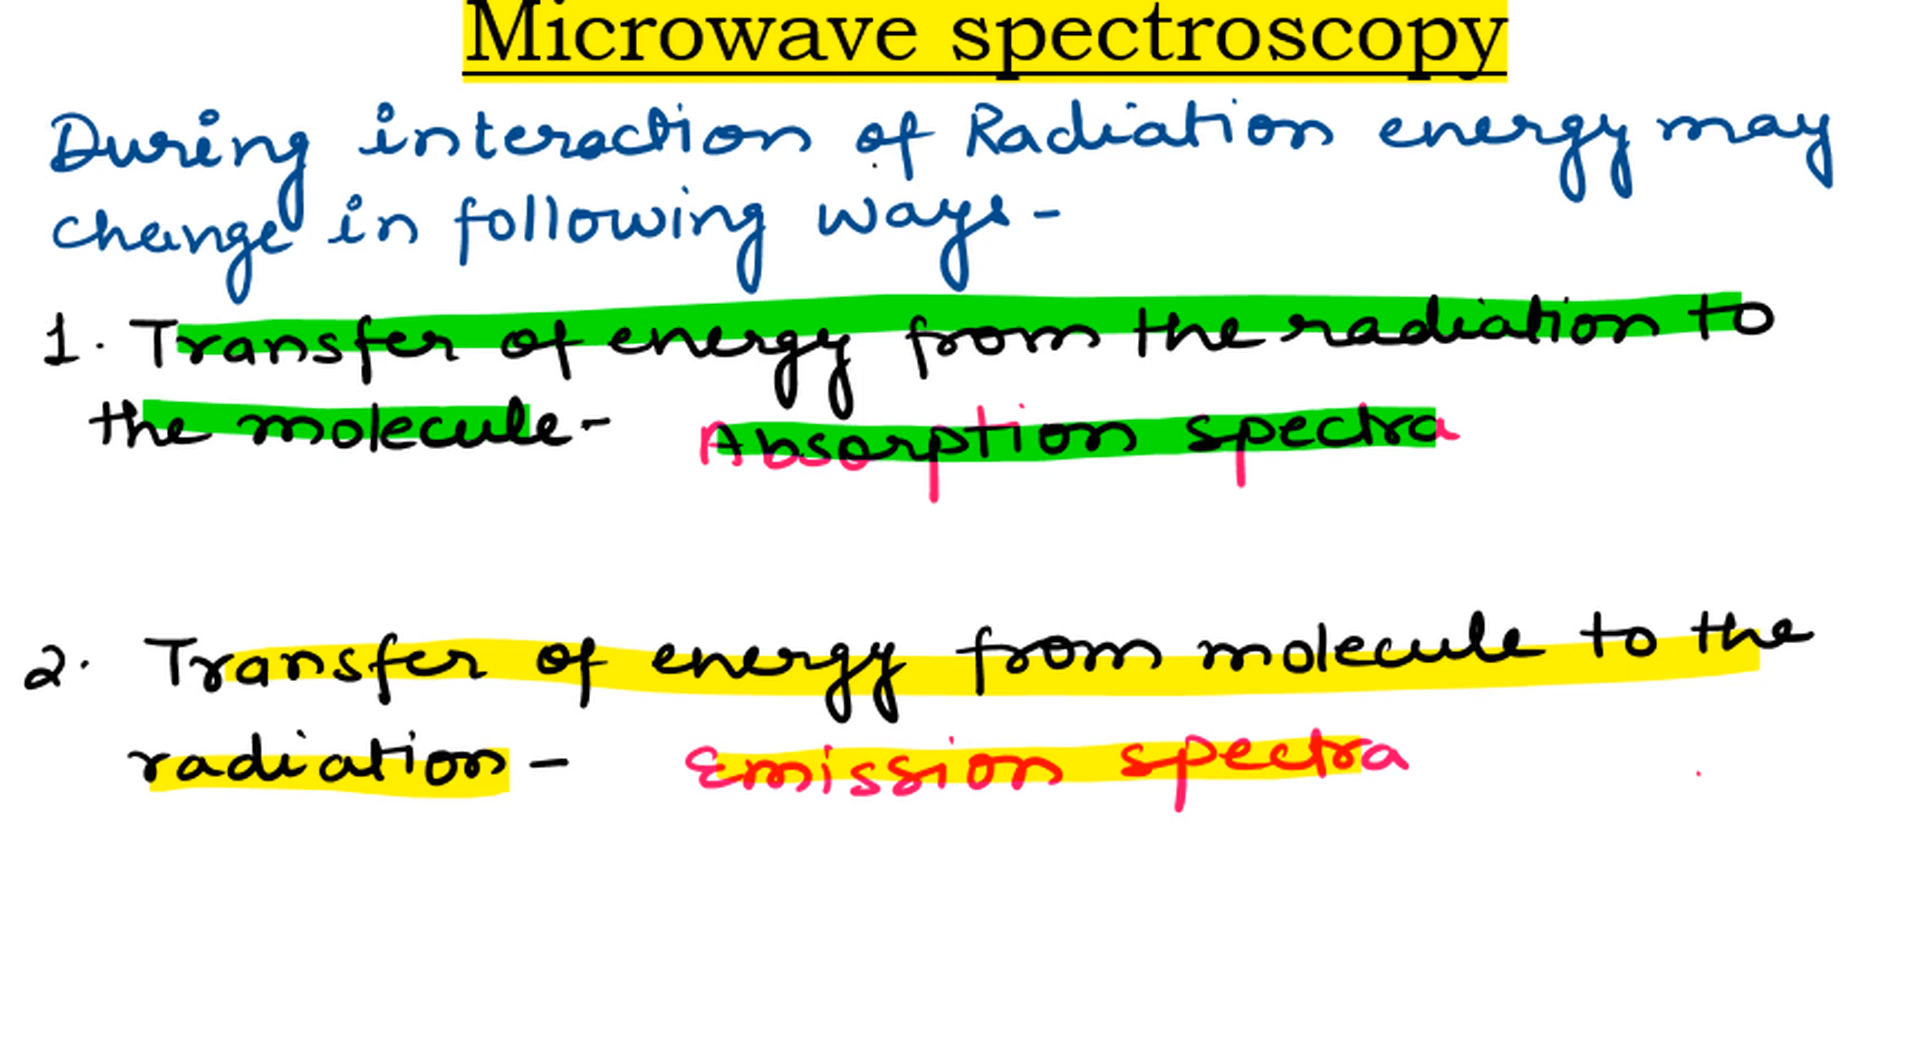 Microwave spectroscopy
During interaction of Radiation energy may
change in following ways -
1. Transfer of energy from the radiation to
the molecule - Absorption spectra
2. Transfer of energy from molecule to the
radiation - Emission spectra